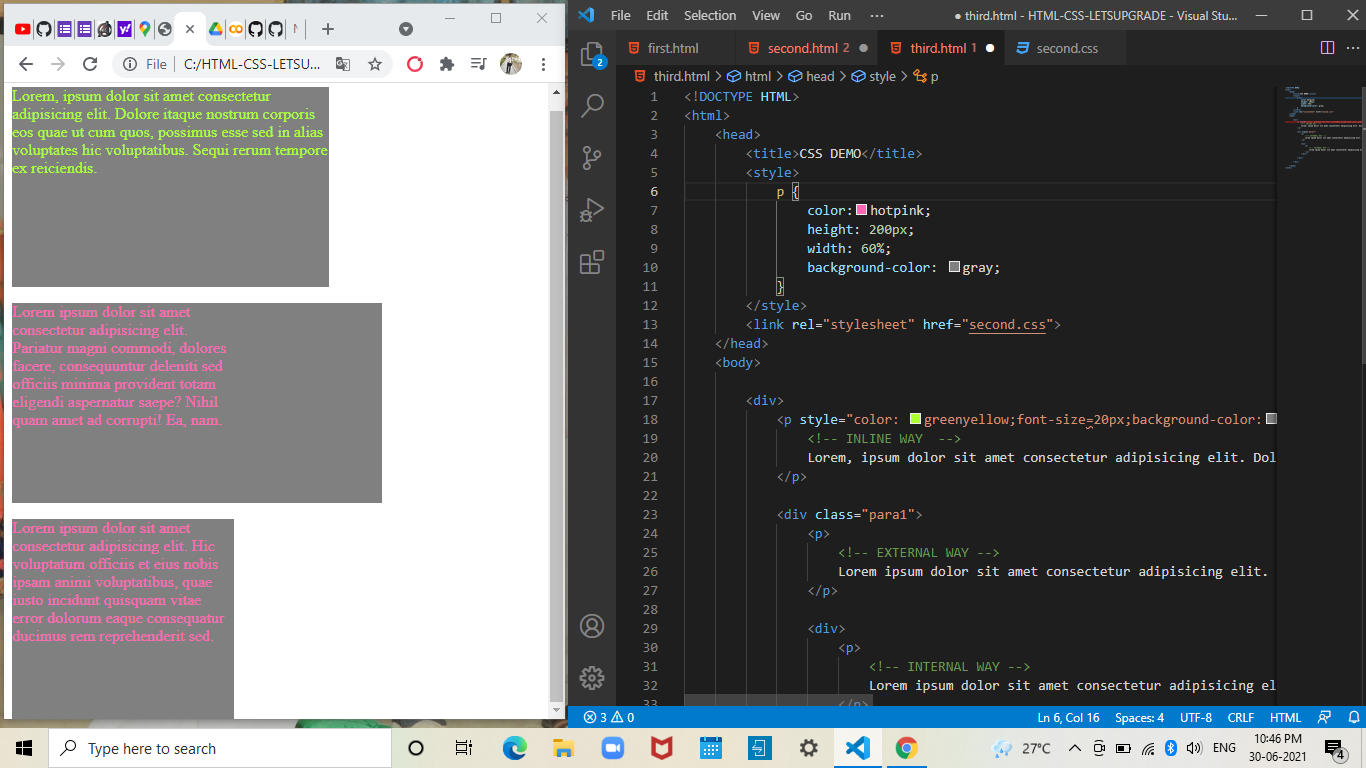 File
C:/HTML-CSS-LETSU...
Lorem, ipsum dolor sit amet consectetur
adipisicing elit. Dolore itaque nostrum corporis
eos quae ut cum quos, possimus esse sed in alias
voluptates hic voluptatibus. Sequi rerum tempore
ex reiciendis.
Lorem ipsum dolor sit amet
consectetur adipisicing elit.
Pariatur magni commodi, dolores
facere, consequuntur deleniti sed
officiis minima provident totam
eligendi aspernatur saepe? Nihil
quam amet ad corrupti! Ea, nam.
Lorem ipsum dolor sit amet
consectetur adipisicing elit. Hic
voluptatum officiis et eius nobis
ipsam animi voluptatibus, quae
iusto incidunt quisquam vitae
error dolorum eaque consequatur
ducimus rem reprehenderit sed.
File Edit Selection View Go Run ··· ● third.html - HTML-CSS-LETSUPGRADE - Visual Stu...
first.html second.html 2 third.html 1 second.css
2
third.html > html > head > style > p
1 <!DOCTYPE HTML>
2 <html>
3 <head>
4 <title>CSS DEMO</title>
5 <style>
6 p {
7 color: hotpink;
8 height: 200px;
9 width: 60%;
10 background-color: gray;
11 }
12 </style>
13 <link rel="stylesheet" href="second.css">
14 </head>
15 <body>
16
17 <div>
18 <p style="color: greenyellow;font-size=20px;background-color:
19 <!-- INLINE WAY  -->
20 Lorem, ipsum dolor sit amet consectetur adipisicing elit. Dol
21 </p>
22
23 <div class="para1">
24 <p>
25 <!-- EXTERNAL WAY -->
26 Lorem ipsum dolor sit amet consectetur adipisicing elit.
27 </p>
28
29 <div>
30 <p>
31 <!-- INTERNAL WAY -->
32 Lorem ipsum dolor sit amet consectetur adipisicing el
33 </p>
3 0 Ln 6, Col 16 Spaces: 4 UTF-8 CRLF HTML
Type here to search
27°C ENG 10:46 PM
30-06-2021
4